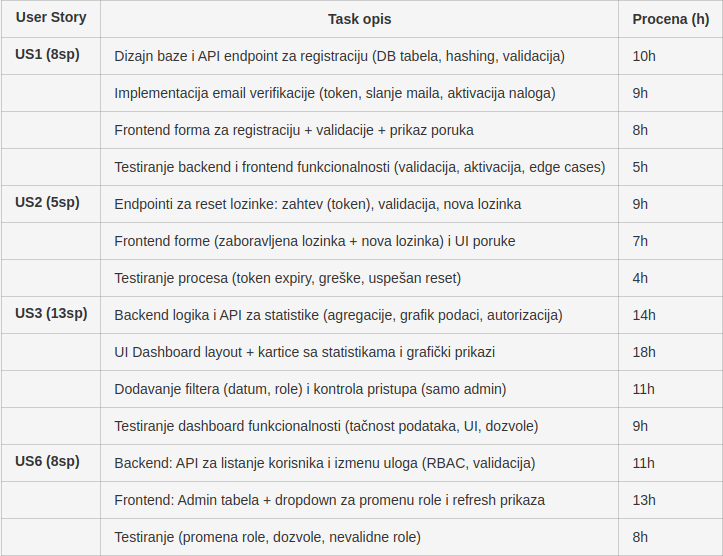 User Story Task opis Procena (h)
US1 (8sp) Dizajn baze i API endpoint za registraciju (DB tabela, hashing, validacija) 10h
Implementacija email verifikacije (token, slanje maila, aktivacija naloga) 9h
Frontend forma za registraciju + validacije + prikaz poruka 8h
Testiranje backend i frontend funkcionalnosti (validacija, aktivacija, edge cases) 5h
US2 (5sp) Endpointi za reset lozinke: zahtev (token), validacija, nova lozinka 9h
Frontend forme (zaboravljena lozinka + nova lozinka) i UI poruke 7h
Testiranje procesa (token expiry, greške, uspešan reset) 4h
US3 (13sp) Backend logika i API za statistike (agregacije, grafik podaci, autorizacija) 14h
UI Dashboard layout + kartice sa statistikama i grafički prikazi 18h
Dodavanje filtera (datum, role) i kontrola pristupa (samo admin) 11h
Testiranje dashboard funkcionalnosti (tačnost podataka, UI, dozvole) 9h
US6 (8sp) Backend: API za listanje korisnika i izmenu uloga (RBAC, validacija) 11h
Frontend: Admin tabela + dropdown za promenu role i refresh prikaza 13h
Testiranje (promena role, dozvole, nevalidne role) 8h